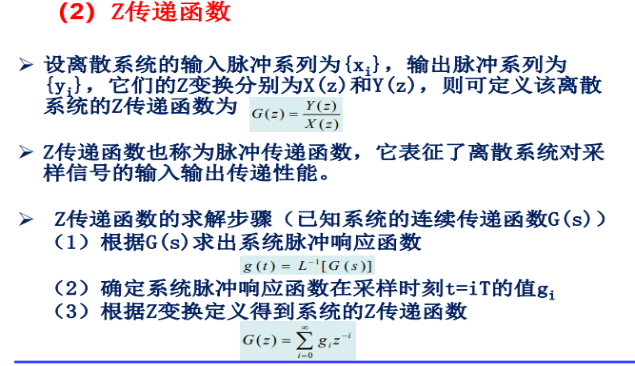 (2) Z传递函数
➢ 设离散系统的输入脉冲系列为{xᵢ}，输出脉冲系列为
{yᵢ}，它们的Z变换分别为X(z)和Y(z)，则可定义该离散
系统的Z传递函数为 G(z) = Y(z)/X(z)
➢ Z传递函数也称为脉冲传递函数，它表征了离散系统对采
样信号的输入输出传递性能。
➢ Z传递函数的求解步骤（已知系统的连续传递函数G(s)）
（1）根据G(s)求出系统脉冲响应函数
g(t) = L⁻¹[G(s)]
（2）确定系统脉冲响应函数在采样时刻t=iT的值gᵢ
（3）根据Z变换定义得到系统的Z传递函数
G(z) = ∑_{i=0}^{∞} gᵢz⁻ⁱ